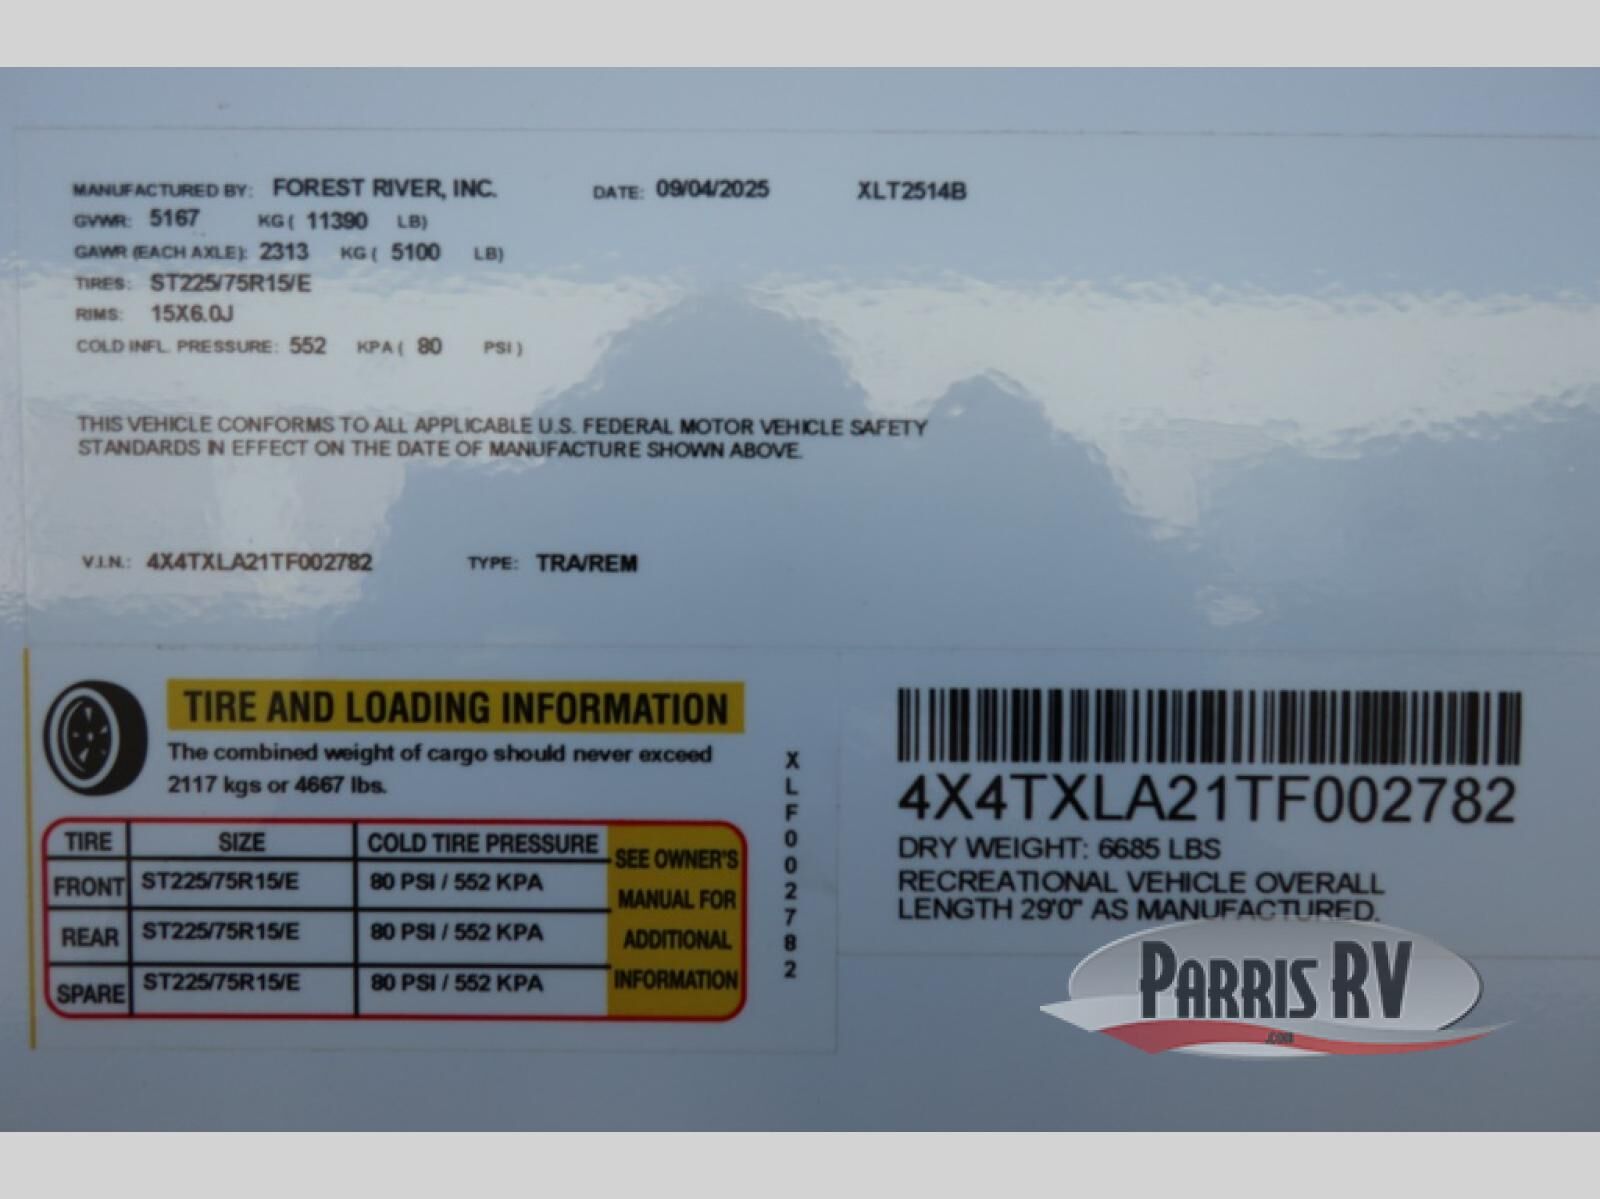 MANUFACTURED BY: FOREST RIVER, INC. DATE: 09/04/2025 XLT2514B
GVWR: 5167 KG ( 11390 LB)
GAWR (EACH AXLE): 2313 KG ( 5100 LB)
TIRES: ST225/75R15/E
RIMS: 15X6.0J
COLD INFL. PRESSURE: 552 KPA ( 80 PSI )
THIS VEHICLE CONFORMS TO ALL APPLICABLE U.S. FEDERAL MOTOR VEHICLE SAFETY
STANDARDS IN EFFECT ON THE DATE OF MANUFACTURE SHOWN ABOVE.
V.I.N.: 4X4TXLA21TF002782 TYPE: TRA/REM
TIRE AND LOADING INFORMATION
The combined weight of cargo should never exceed
2117 kgs or 4667 lbs.
TIRE SIZE COLD TIRE PRESSURE
FRONT ST225/75R15/E 80 PSI / 552 KPA
REAR ST225/75R15/E 80 PSI / 552 KPA
SPARE ST225/75R15/E 80 PSI / 552 KPA
SEE OWNER'S
MANUAL FOR
ADDITIONAL
INFORMATION
XLF002782
4X4TXLA21TF002782
DRY WEIGHT: 6685 LBS
RECREATIONAL VEHICLE OVERALL
LENGTH 29'0" AS MANUFACTURED.
PARRIS RV
.COM